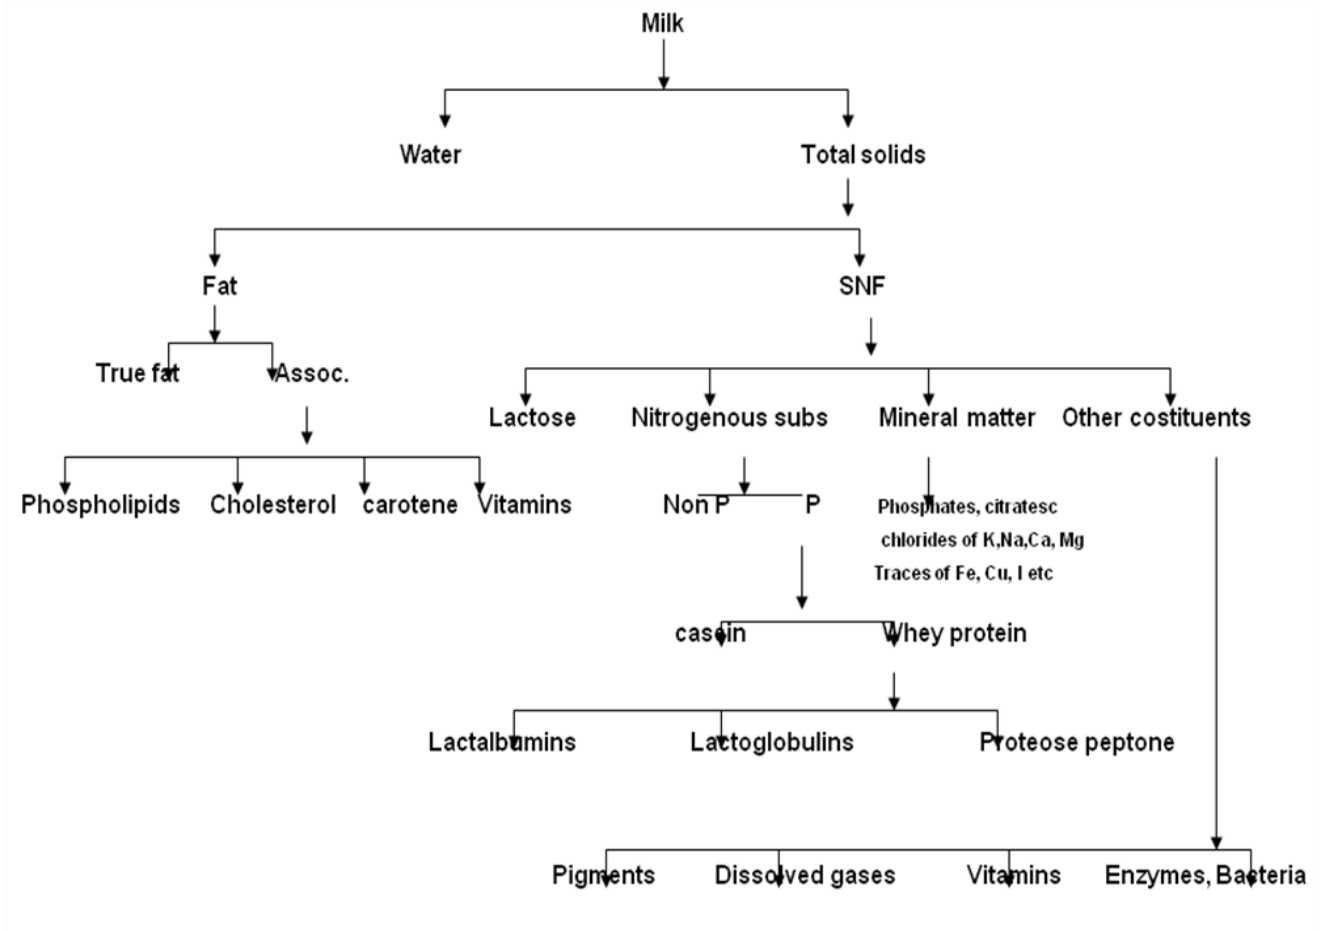 Milk
Water Total solids
Fat SNF
True fat Assoc.
Lactose Nitrogenous subs Mineral matter Other costituents
Phospholipids Cholesterol carotene Vitamins Non P P Phosphates, citratesc
chlorides of K,Na,Ca, Mg
Traces of Fe, Cu, I etc
casein Whey protein
Lactalbumins Lactoglobulins Proteose peptone
Pigments Dissolved gases Vitamins Enzymes, Bacteria